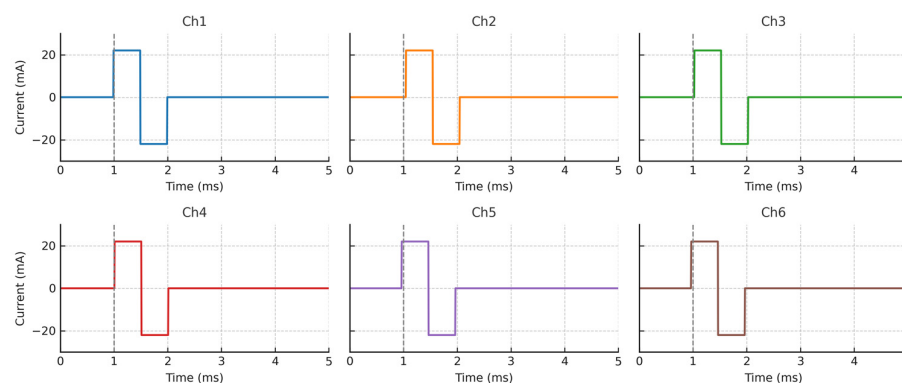 Ch1 Ch2 Ch3
20
0
−20
Current (mA)
0 1 2 3 4 5 0 1 2 3 4 5 0 1 2 3 4
Time (ms) Time (ms) Time (ms)
Ch4 Ch5 Ch6
20
0
−20
Current (mA)
0 1 2 3 4 5 0 1 2 3 4 5 0 1 2 3 4
Time (ms) Time (ms) Time (ms)